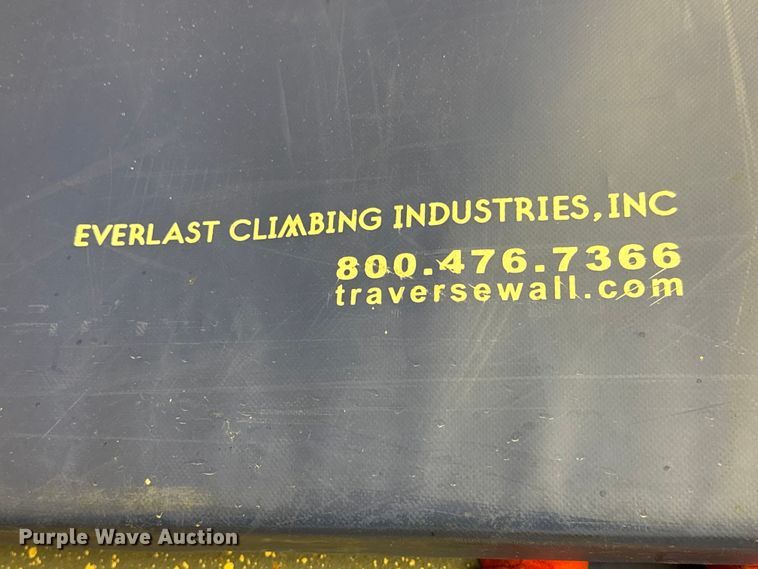 EVERLAST CLIMBING INDUSTRIES, INC
800.476.7366
traversewall.com
Purple Wave Auction